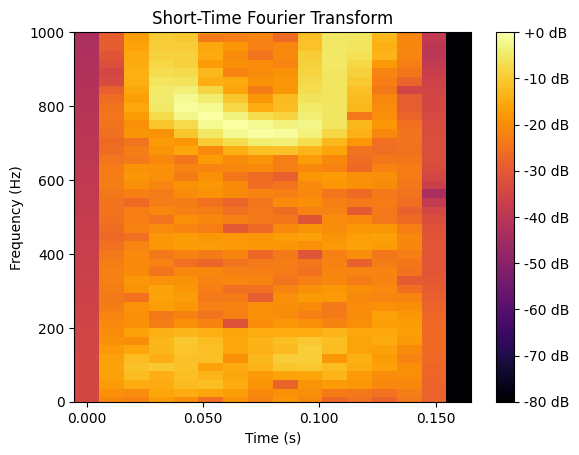 Short-Time Fourier Transform
Frequency (Hz)
1000
800
600
400
200
0
0.000 0.050 0.100 0.150
Time (s)
+0 dB
-10 dB
-20 dB
-30 dB
-40 dB
-50 dB
-60 dB
-70 dB
-80 dB